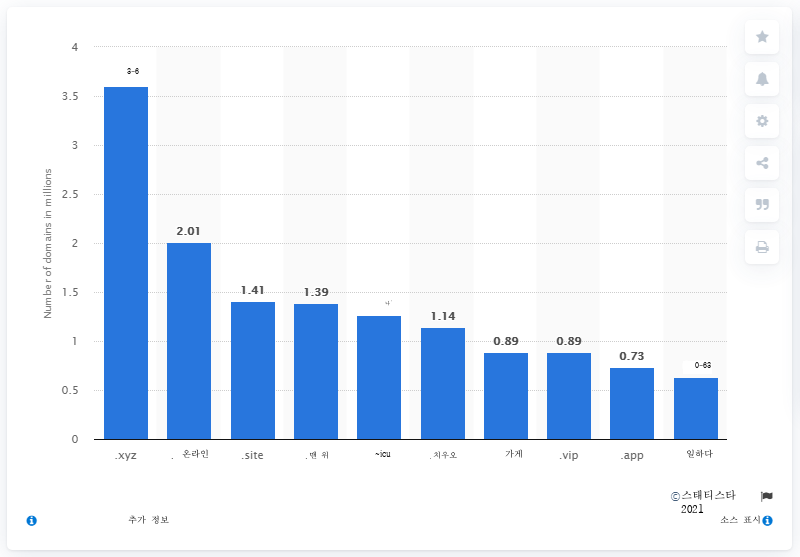 4
3.5
3
2.5
2
1.5
1
0.5
0
Number of domains in millions
3-6
2.01
1.41
1.39
1.14
0.89
0.89
0.73
0-63
.xyz
. 온라인
.site
.맨 위
~icu
.치우오
가게
.vip
.app
일하다
©스태티스타
2021
추가 정보
소스 표시